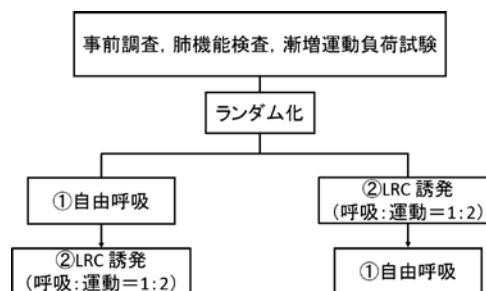 事前調査，肺機能検査，漸増運動負荷試験
ランダム化
①自由呼吸
②LRC 誘発
(呼吸:運動＝1:2)
②LRC 誘発
(呼吸:運動＝1:2)
①自由呼吸